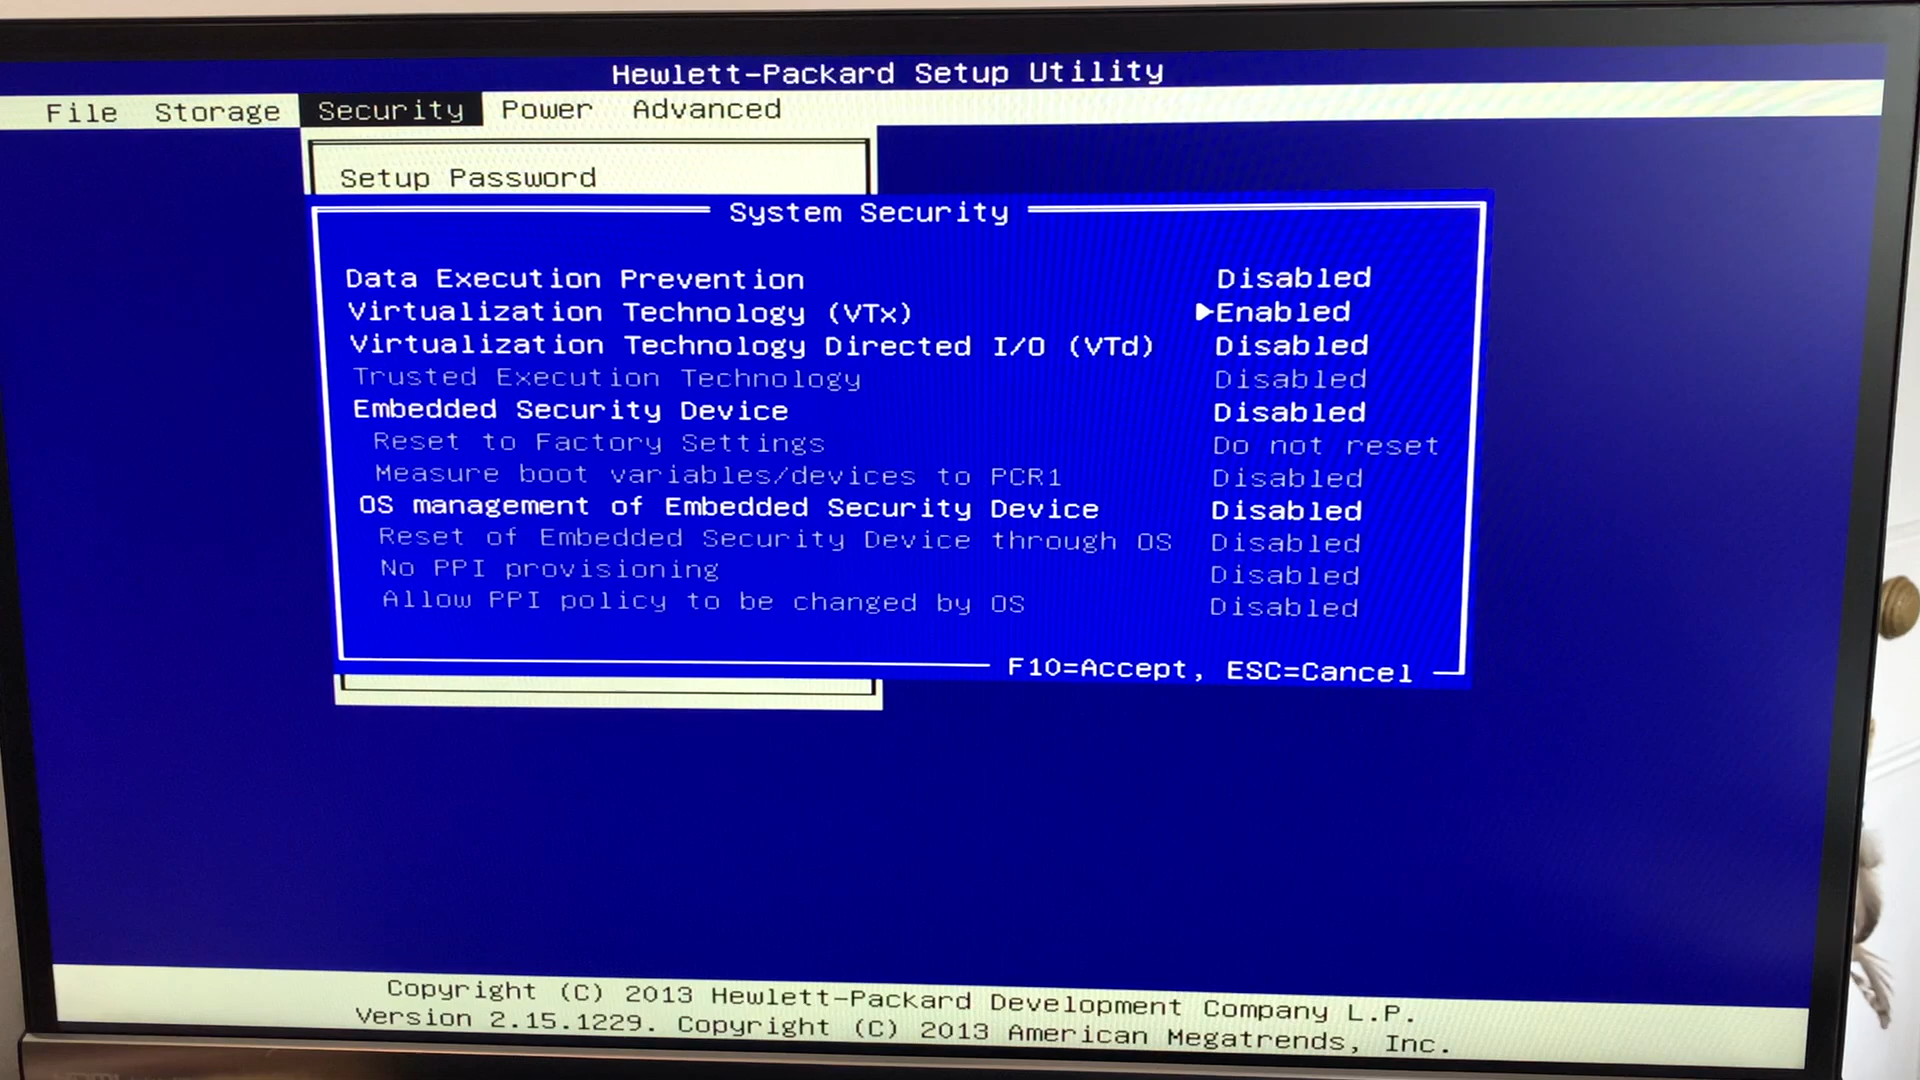 Hewlett-Packard Setup Utility
File Storage Security Power Advanced
Setup Password
System Security
Data Execution Prevention Disabled
Virtualization Technology (VTx) ▶Enabled
Virtualization Technology Directed I/O (VTd) Disabled
Trusted Execution Technology Disabled
Embedded Security Device Disabled
Reset to Factory Settings Do not reset
Measure boot variables/devices to PCR1 Disabled
OS management of Embedded Security Device Disabled
Reset of Embedded Security Device through OS Disabled
No PPI provisioning Disabled
Allow PPI policy to be changed by OS Disabled
F10=Accept, ESC=Cancel
Copyright (C) 2013 Hewlett-Packard Development Company L.P.
Version 2.15.1229. Copyright (C) 2013 American Megatrends, Inc.